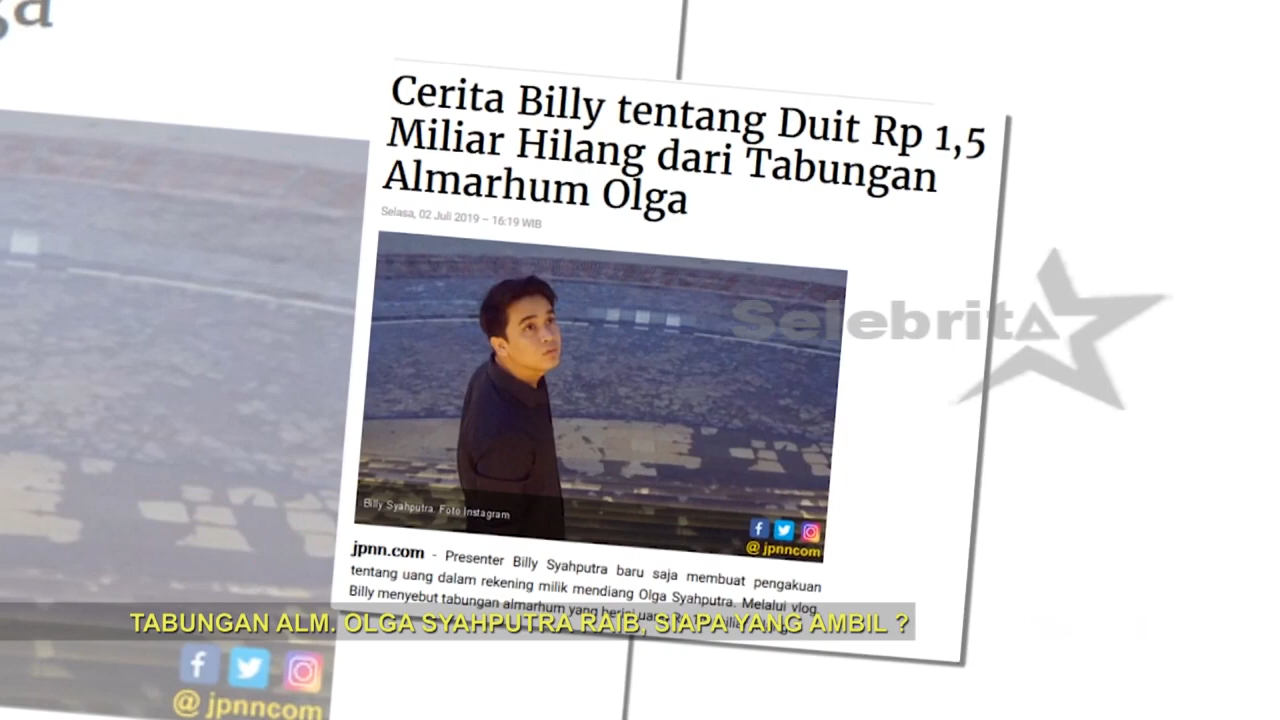 ga
Cerita Billy tentang Duit Rp 1,5
Miliar Hilang dari Tabungan
Almarhum Olga
Selasa, 02 Juli 2019 – 16:19 WIB
Selebrita
Billy Syahputra. Foto Instagram
@ jpnncom
jpnn.com - Presenter Billy Syahputra baru saja membuat pengakuan
tentang uang dalam rekening milik mendiang Olga Syahputra. Melalui vlog,
Billy menyebut tabungan almarhum yang berisi
TABUNGAN ALM. OLGA SYAHPUTRA RAIB, SIAPA YANG AMBIL ?
@ jpnncom